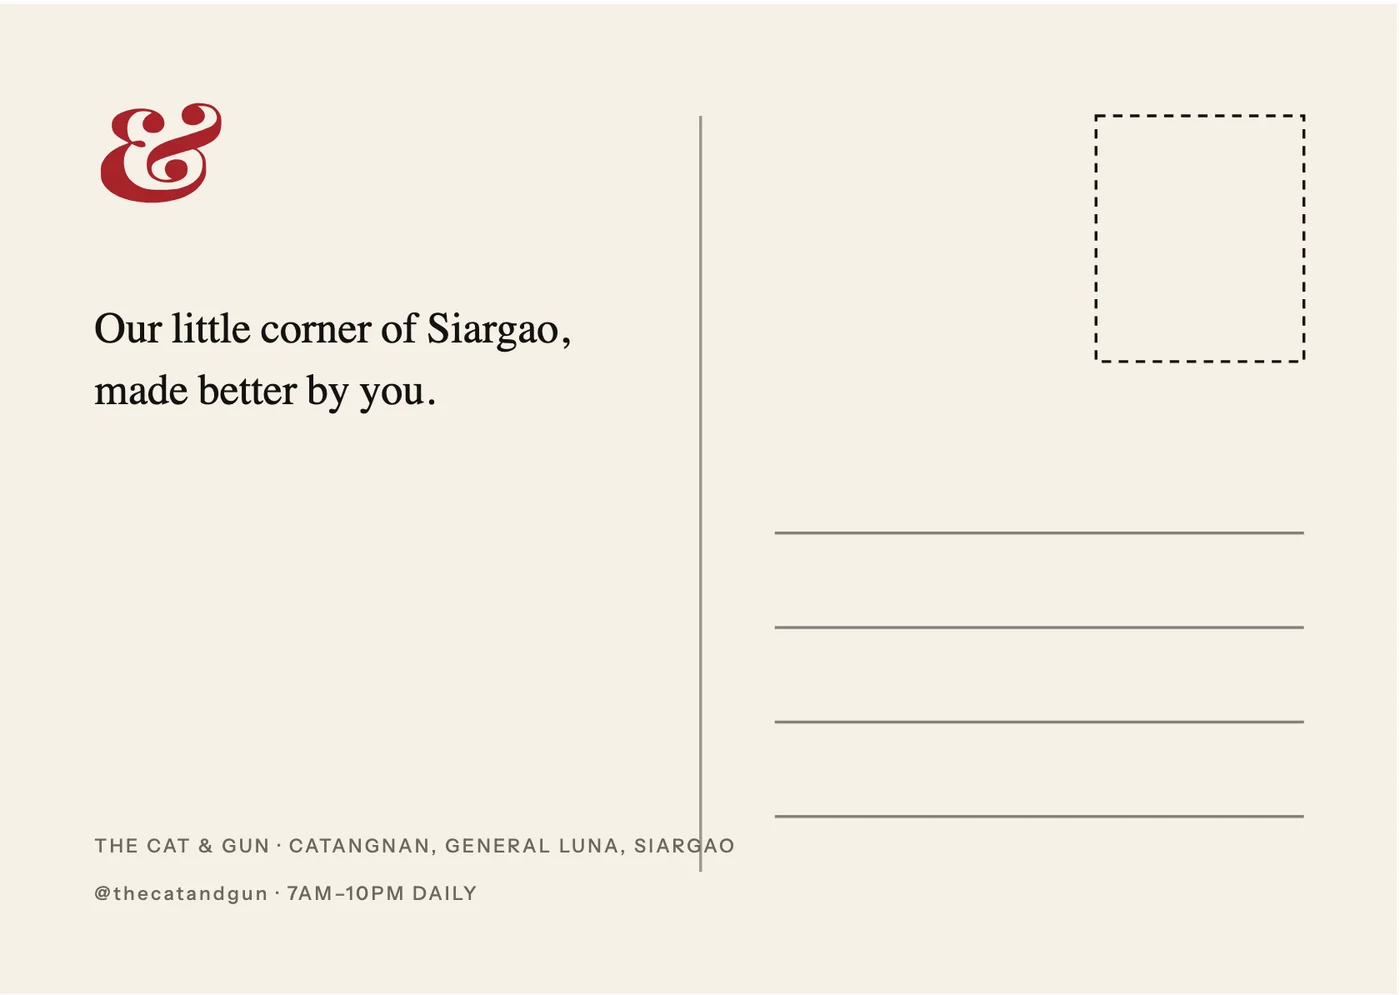 &
Our little corner of Siargao,
made better by you.
THE CAT & GUN · CATANGNAN, GENERAL LUNA, SIARGAO
@thecatandgun · 7AM–10PM DAILY